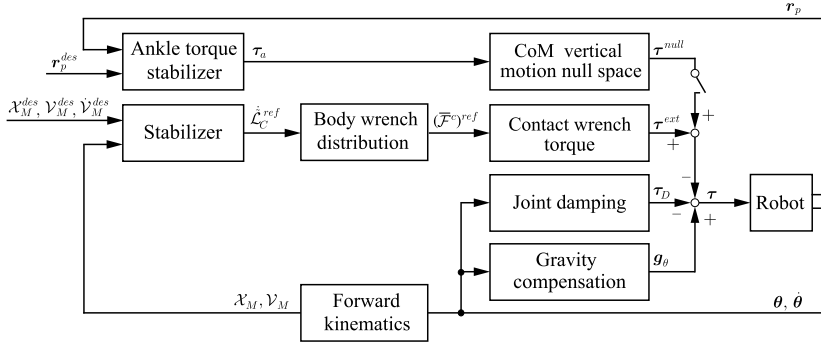 𝒓_p
Ankle torque
stabilizer
𝒓_p^{des}
𝝉_a
CoM vertical
motion null space
𝝉^{null}
𝒳_M^{des}, 𝒱_M^{des}, 𝒱̇_M^{des}
Stabilizer
ℒ̇̃_C^{ref}
Body wrench
distribution
(ℱ̅^c)^{ref}
Contact wrench
torque
𝝉^{ext}
+
+
−
Joint damping
𝝉_D
−
𝝉
+
Robot
Gravity
compensation
𝒈_θ
𝒳_M, 𝒱_M
Forward
kinematics
𝜽, 𝜽̇